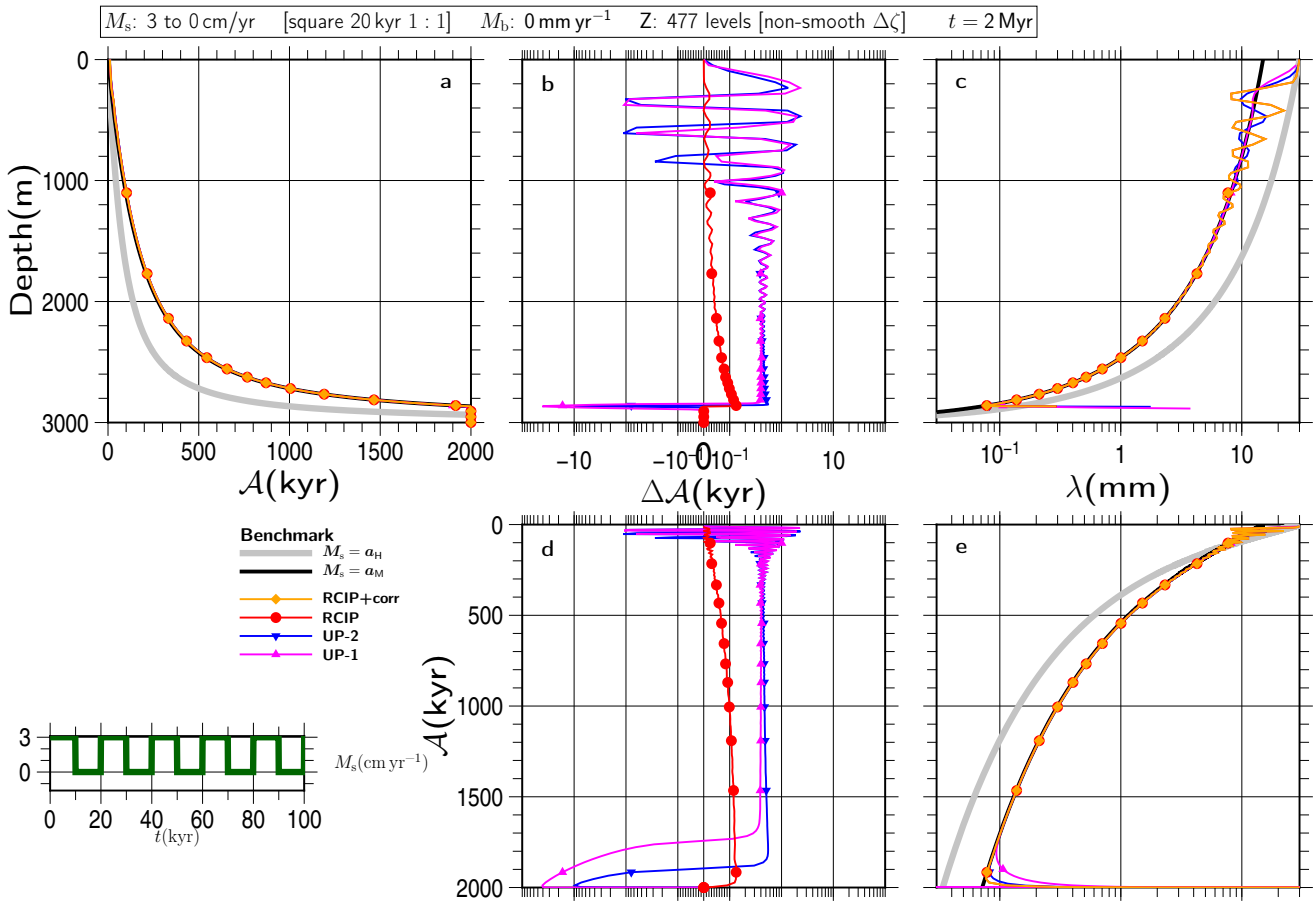 Mₛ: 3 to 0 cm/yr [square 20 kyr 1 : 1] M_b: 0 mm yr⁻¹ Z: 477 levels [non-smooth Δζ] t = 2 Myr
0
1000
2000
3000
Depth(m)
a
0 500 1000 1500 2000
𝒜(kyr)
b
−10 −10⁻¹ 0 10⁻¹ 10
Δ𝒜(kyr)
c
10⁻¹ 1 10
λ(mm)
Benchmark
Mₛ = a_H
Mₛ = a_M
RCIP+corr
RCIP
UP-2
UP-1
3
0
Mₛ(cm yr⁻¹)
0 20 40 60 80 100
t(kyr)
0
500
1000
1500
2000
𝒜(kyr)
d
e